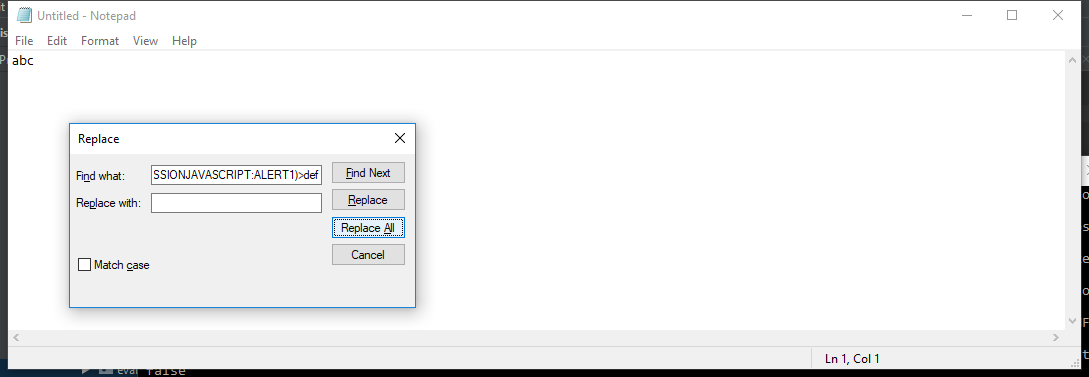 Untitled - Notepad
File Edit Format View Help
abc
Replace
Find what: SSIONJAVASCRIPT:ALERT1)>def Find Next
Replace with: Replace
Replace All
Cancel
Match case
Ln 1, Col 1
eval false